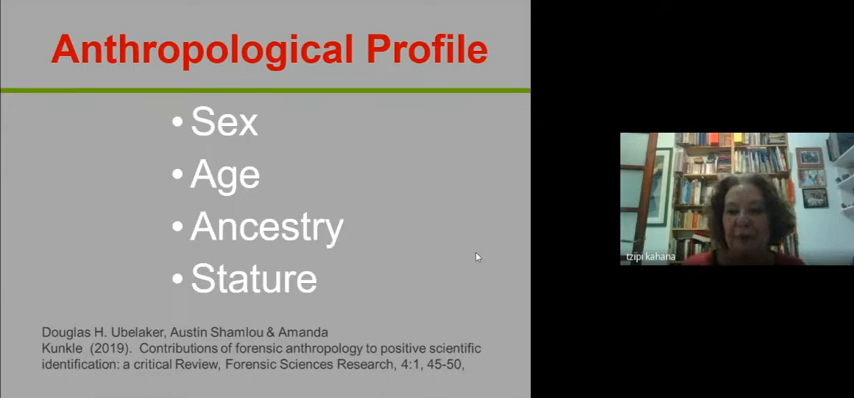 Anthropological Profile
• Sex
• Age
• Ancestry
• Stature
Douglas H. Ubelaker, Austin Shamlou & Amanda
Kunkle (2019). Contributions of forensic anthropology to positive scientific
identification: a critical Review, Forensic Sciences Research, 4:1, 45-50,
tzipi kahana